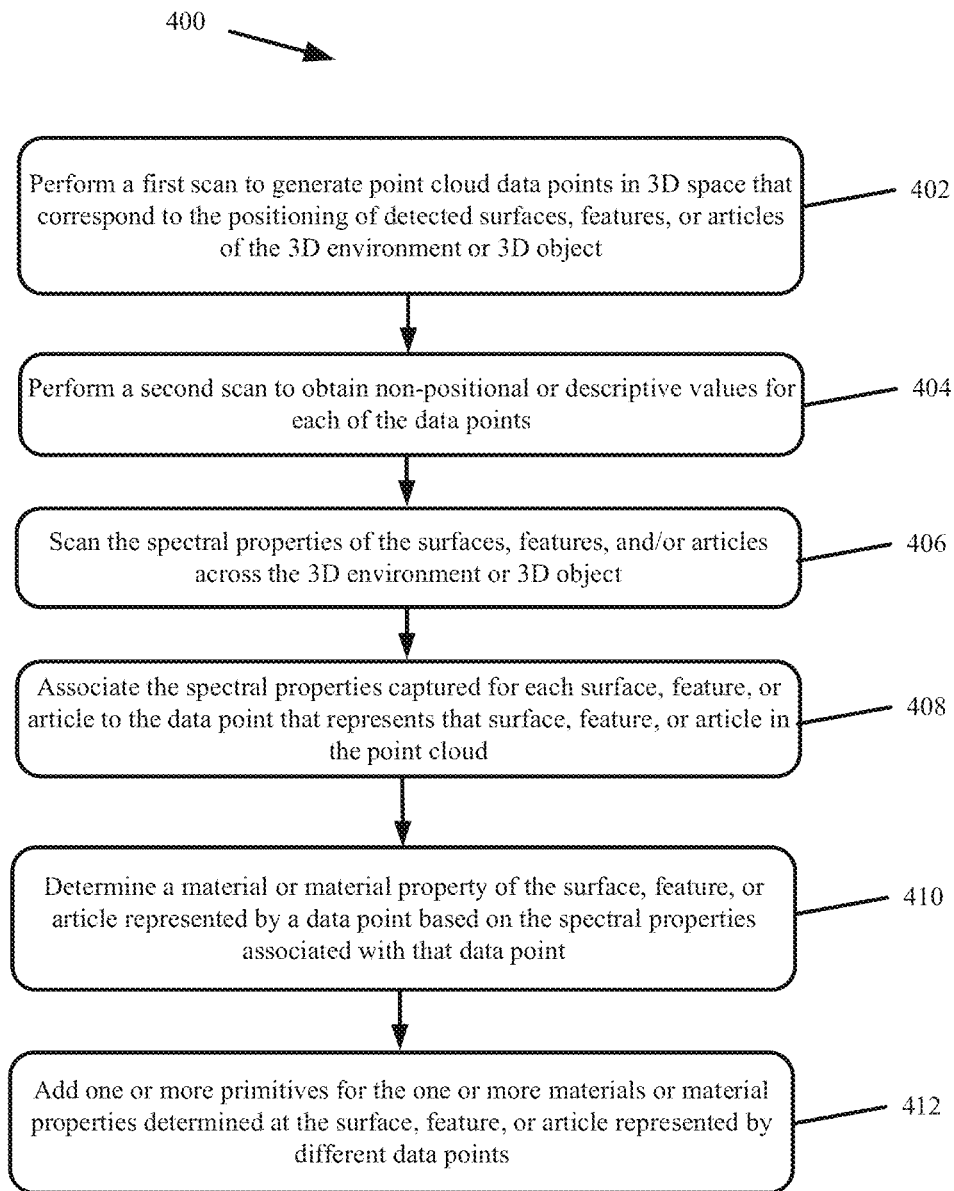 400
Perform a first scan to generate point cloud data points in 3D space that
correspond to the positioning of detected surfaces, features, or articles
of the 3D environment or 3D object
402
Perform a second scan to obtain non-positional or descriptive values for
each of the data points
404
Scan the spectral properties of the surfaces, features, and/or articles
across the 3D environment or 3D object
406
Associate the spectral properties captured for each surface, feature, or
article to the data point that represents that surface, feature, or article in
the point cloud
408
Determine a material or material property of the surface, feature, or
article represented by a data point based on the spectral properties
associated with that data point
410
Add one or more primitives for the one or more materials or material
properties determined at the surface, feature, or article represented by
different data points
412